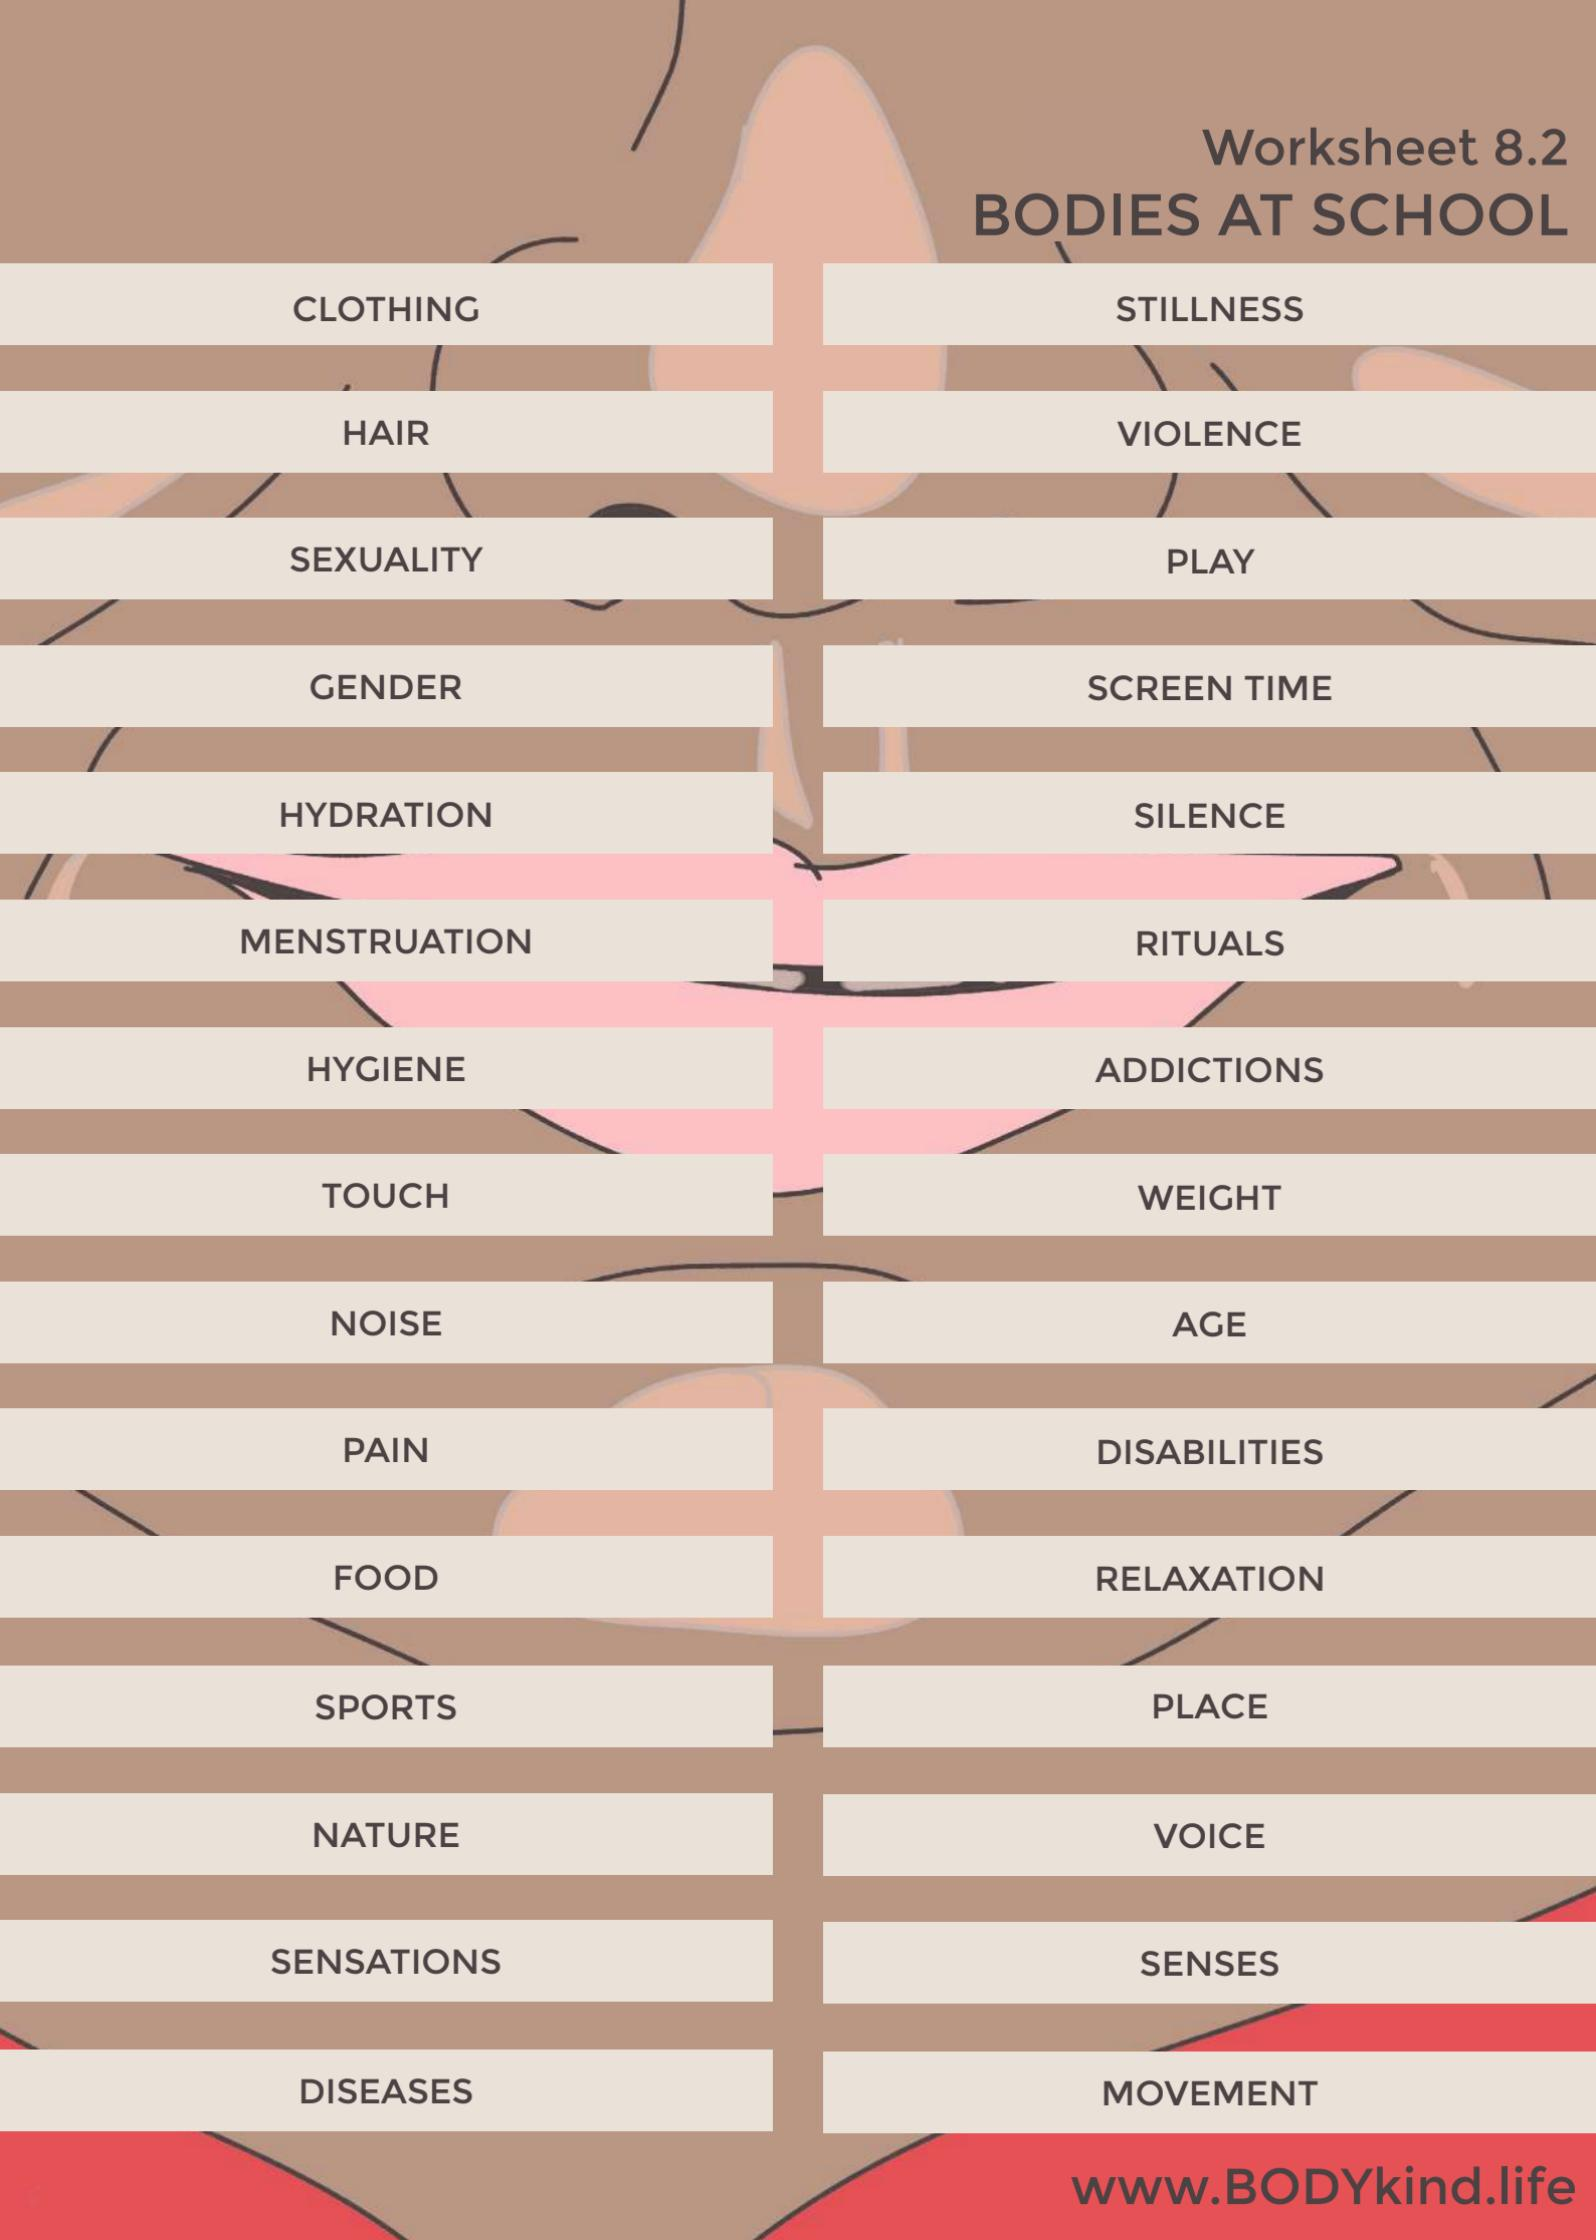 Worksheet 8.2
BODIES AT SCHOOL
CLOTHING
HAIR
SEXUALITY
GENDER
HYDRATION
MENSTRUATION
HYGIENE
TOUCH
NOISE
PAIN
FOOD
SPORTS
NATURE
SENSATIONS
DISEASES
STILLNESS
VIOLENCE
PLAY
SCREEN TIME
SILENCE
RITUALS
ADDICTIONS
WEIGHT
AGE
DISABILITIES
RELAXATION
PLACE
VOICE
SENSES
MOVEMENT
www.BODYkind.life